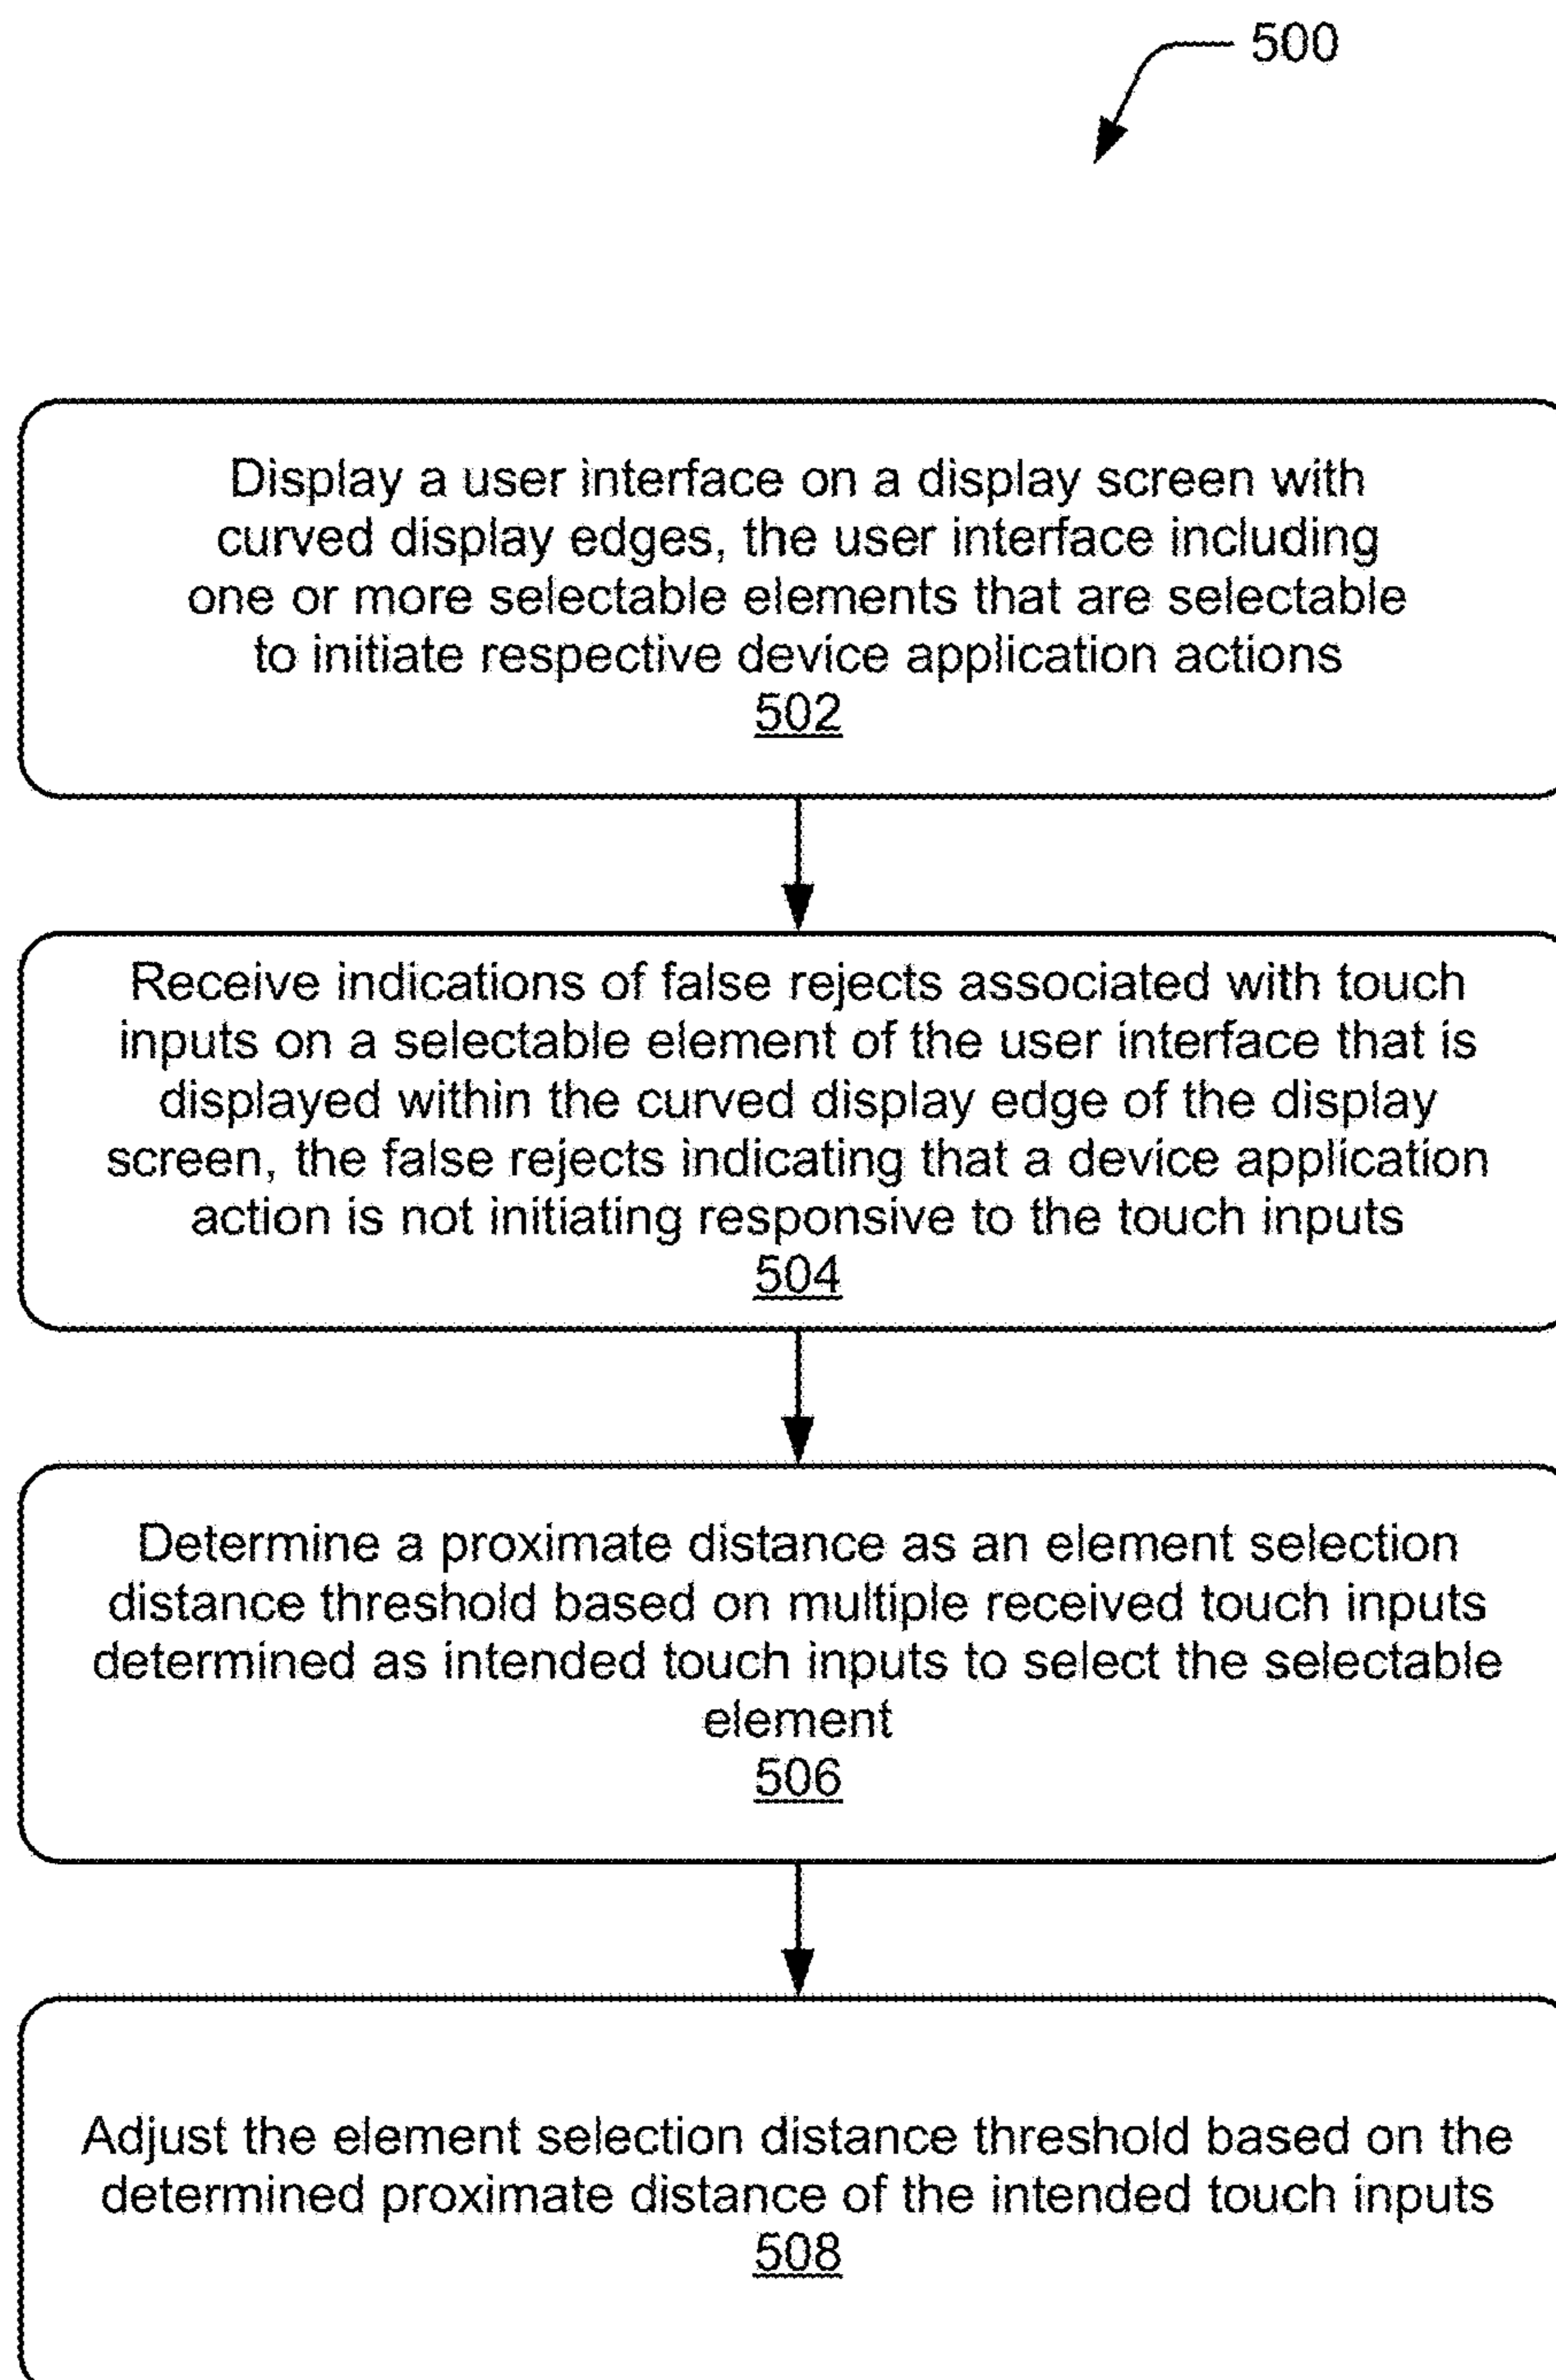 500
Display a user interface on a display screen with
curved display edges, the user interface including
one or more selectable elements that are selectable
to initiate respective device application actions
502
Receive indications of false rejects associated with touch
inputs on a selectable element of the user interface that is
displayed within the curved display edge of the display
screen, the false rejects indicating that a device application
action is not initiating responsive to the touch inputs
504
Determine a proximate distance as an element selection
distance threshold based on multiple received touch inputs
determined as intended touch inputs to select the selectable
element
506
Adjust the element selection distance threshold based on the
determined proximate distance of the intended touch inputs
508